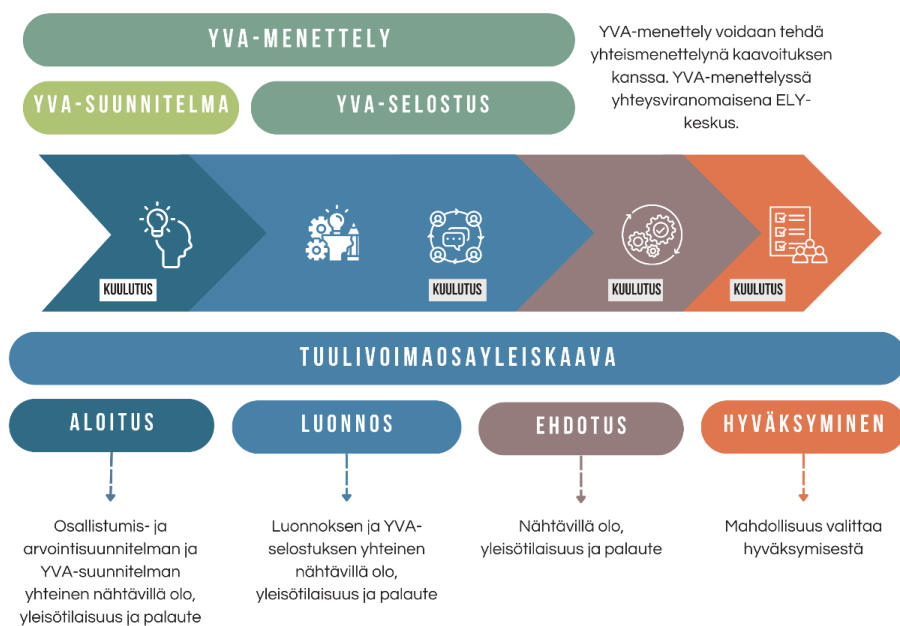 YVA-MENETTELY
YVA-menettely voidaan tehdä
yhteismenettelynä kaavoituksen
kanssa. YVA-menettelyssä
yhteysviranomaisena ELY-
keskus.
YVA-SUUNNITELMA
YVA-SELOSTUS
KUULUTUS
KUULUTUS
KUULUTUS
KUULUTUS
TUULIVOIMAOSAYLEISKAAVA
ALOITUS
LUONNOS
EHDOTUS
HYVÄKSYMINEN
Osallistumis- ja
arvointisuunnitelman ja
YVA-suunnitelman
yhteinen nähtävillä olo,
yleisötilaisuus ja palaute
Luonnoksen ja YVA-
selostuksen yhteinen
nähtävillä olo,
yleisötilaisuus ja palaute
Nähtävillä olo,
yleisötilaisuus ja palaute
Mahdollisuus valittaa
hyväksymisestä